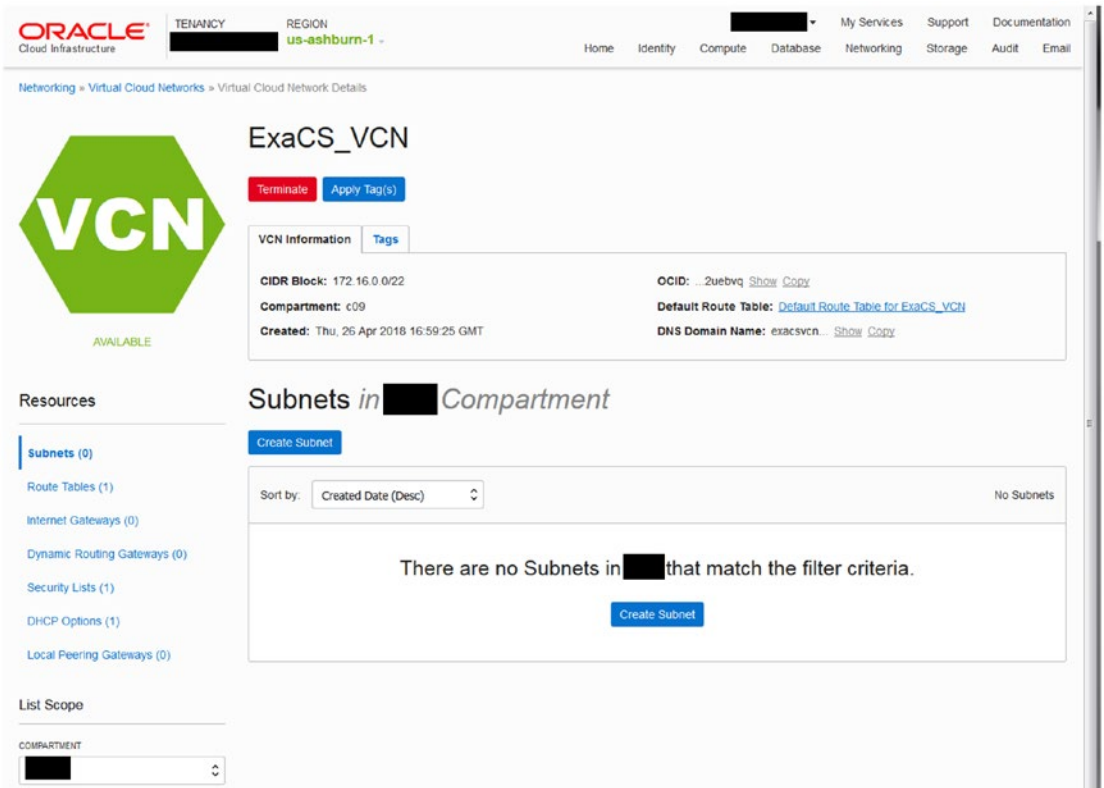 ORACLE
Cloud Infrastructure
TENANCY
REGION
us-ashburn-1
My Services Support Documentation
Home Identity Compute Database Networking Storage Audit Email
Networking » Virtual Cloud Networks » Virtual Cloud Network Details
VCN
AVAILABLE
ExaCS_VCN
Terminate Apply Tag(s)
VCN Information Tags
CIDR Block: 172.16.0.0/22
OCID: ...2uebvq Show Copy
Compartment: c09
Default Route Table: Default Route Table for ExaCS_VCN
Created: Thu, 26 Apr 2018 16:59:25 GMT
DNS Domain Name: exacsvcn... Show Copy
Resources
Subnets (0)
Route Tables (1)
Internet Gateways (0)
Dynamic Routing Gateways (0)
Security Lists (1)
DHCP Options (1)
Local Peering Gateways (0)
List Scope
COMPARTMENT
Subnets in Compartment
Create Subnet
Sort by: Created Date (Desc)
No Subnets
There are no Subnets in that match the filter criteria.
Create Subnet